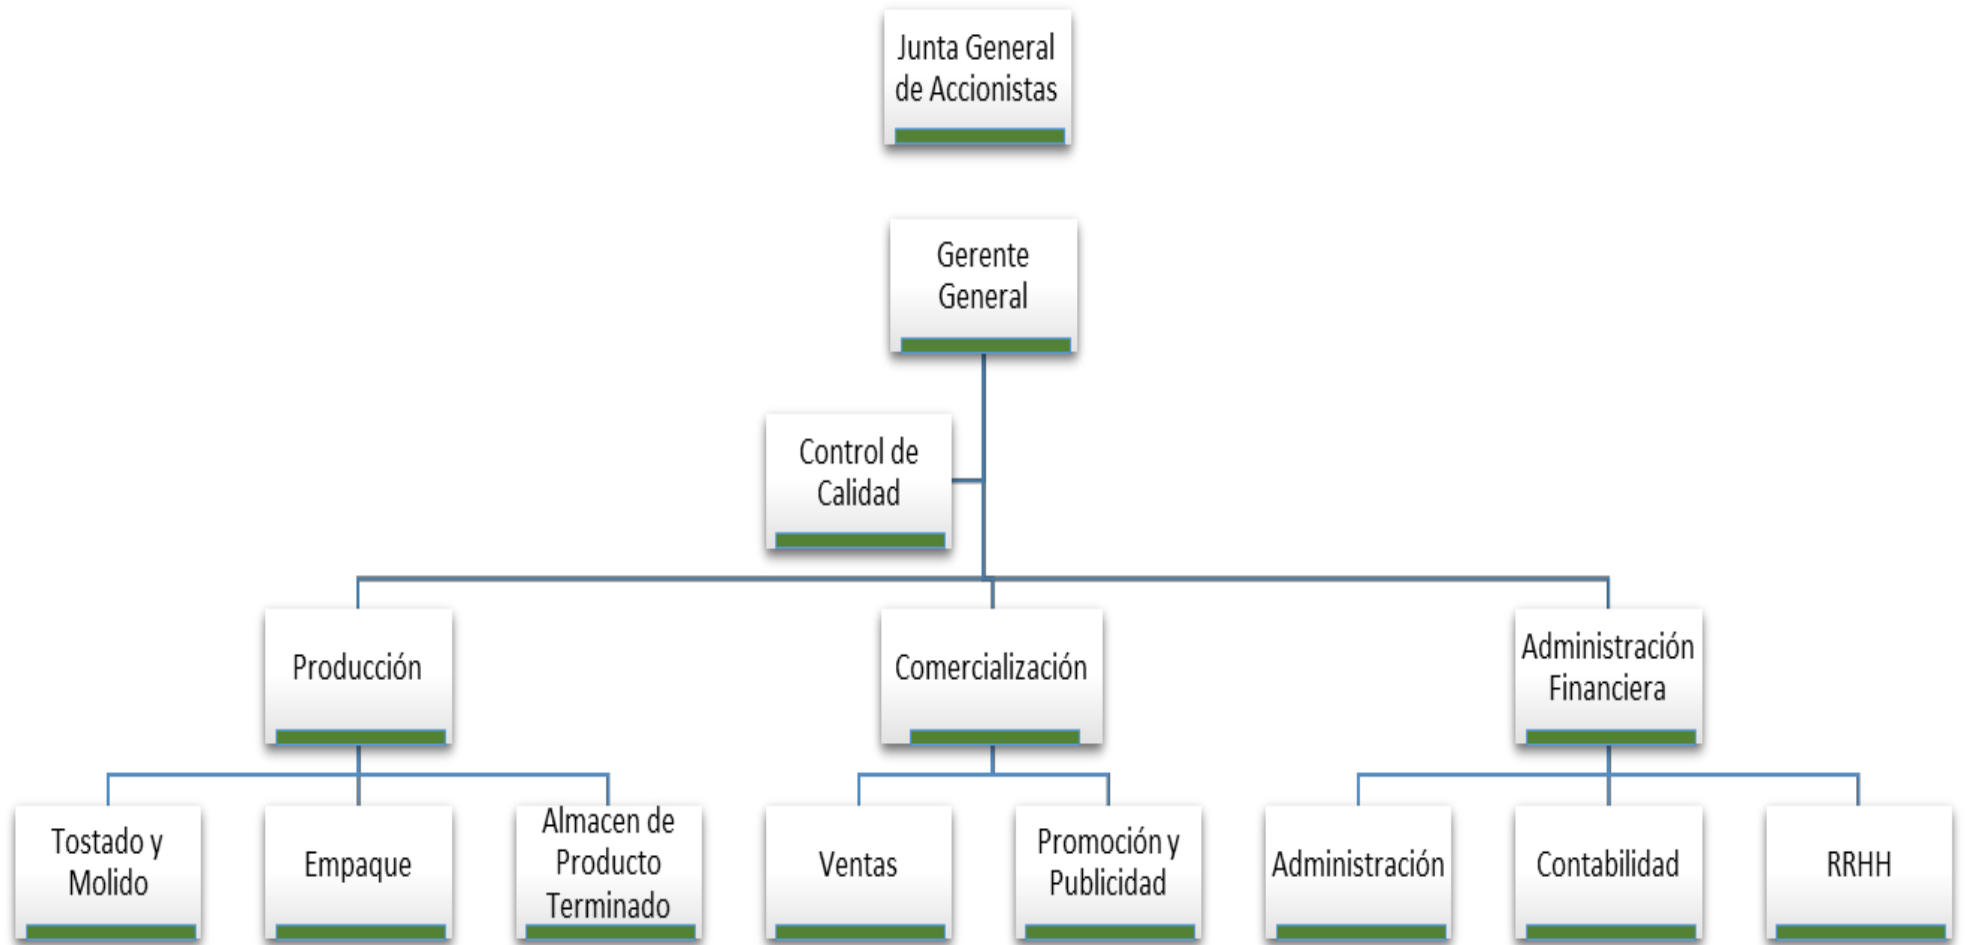 Junta General
de Accionistas
Gerente
General
Control de
Calidad
Producción
Comercialización
Administración
Financiera
Tostado y
Molido
Empaque
Almacen de
Producto
Terminado
Ventas
Promoción y
Publicidad
Administración
Contabilidad
RRHH